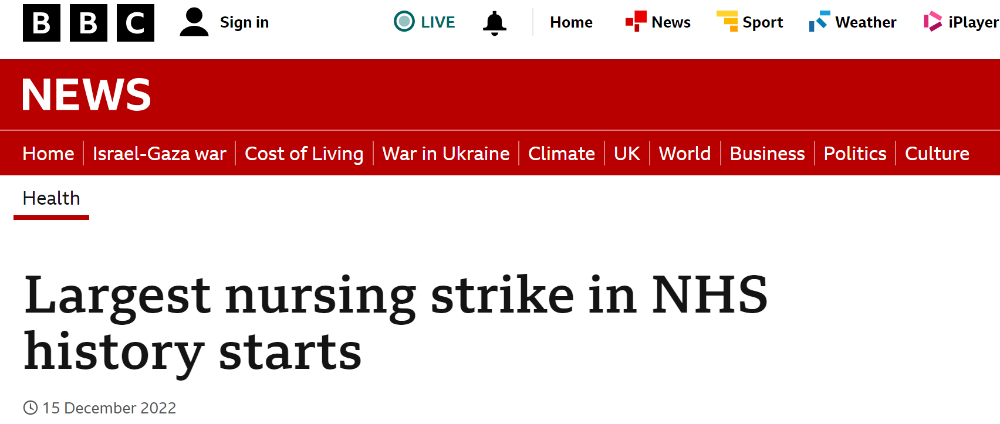 BBC Sign in LIVE Home News Sport Weather iPlayer
NEWS
Home Israel-Gaza war Cost of Living War in Ukraine Climate UK World Business Politics Culture
Health
Largest nursing strike in NHS
history starts
15 December 2022